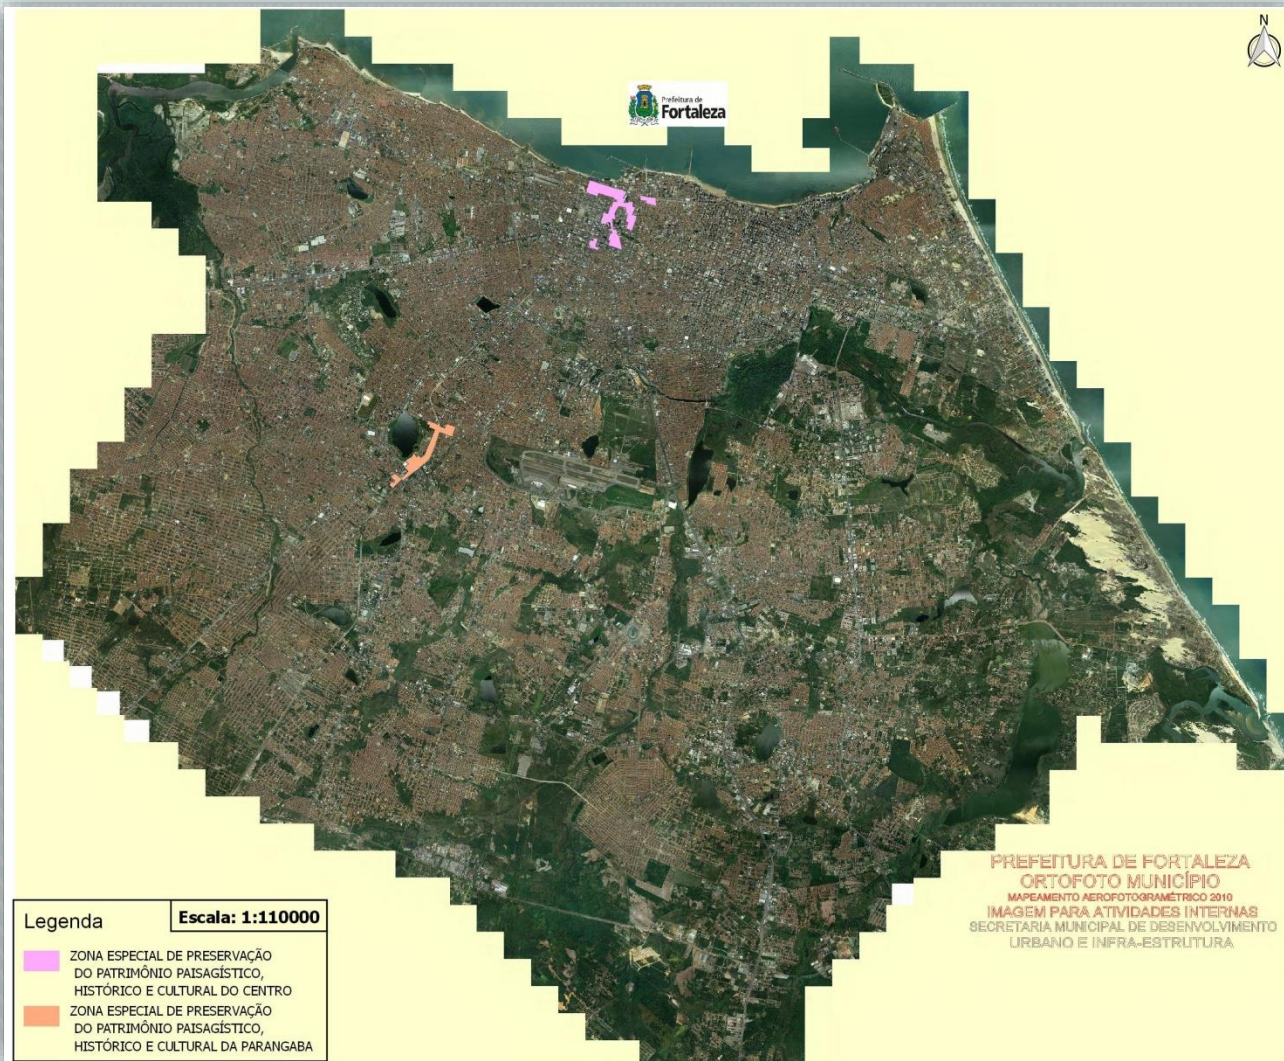 N
Prefeitura de
Fortaleza
PREFEITURA DE FORTALEZA
ORTOFOTO MUNICÍPIO
MAPEAMENTO AEROFOTOGRAMÉTRICO 2010
IMAGEM PARA ATIVIDADES INTERNAS
SECRETARIA MUNICIPAL DE DESENVOLVIMENTO
URBANO E INFRA-ESTRUTURA
Legenda
Escala: 1:110000
ZONA ESPECIAL DE PRESERVAÇÃO
DO PATRIMÔNIO PAISAGÍSTICO,
HISTÓRICO E CULTURAL DO CENTRO
ZONA ESPECIAL DE PRESERVAÇÃO
DO PATRIMÔNIO PAISAGÍSTICO,
HISTÓRICO E CULTURAL DA PARANGABA